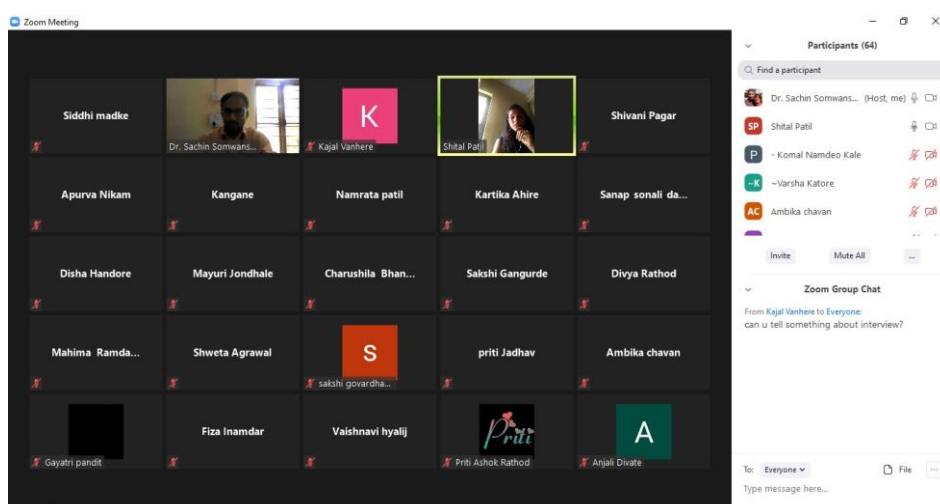 Zoom Meeting
Siddhi madke
Dr. Sachin Somwans...
K
Kajal Vanhere
Shital Patil
Shivani Pagar
Apurva Nikam
Kangane
Namrata patil
Kartika Ahire
Sanap sonali da...
Disha Handore
Mayuri Jondhale
Charushila Bhan...
Sakshi Gangurde
Divya Rathod
Mahima Ramda...
Shweta Agrawal
S
sakshi govardha...
priti Jadhav
Ambika chavan
Gayatri pandit
Fiza Inamdar
Vaishnavi hyalij
Priti
Priti Ashok Rathod
A
Anjali Divate
Participants (64)
Find a participant
Dr. Sachin Somwans... (Host, me)
SP Shital Patil
P - Komal Namdeo Kale
~K ~Varsha Katore
AC Ambika chavan
Invite Mute All ...
Zoom Group Chat
From Kajal Vanhere to Everyone:
can u tell something about interview?
To: Everyone File ...
Type message here...